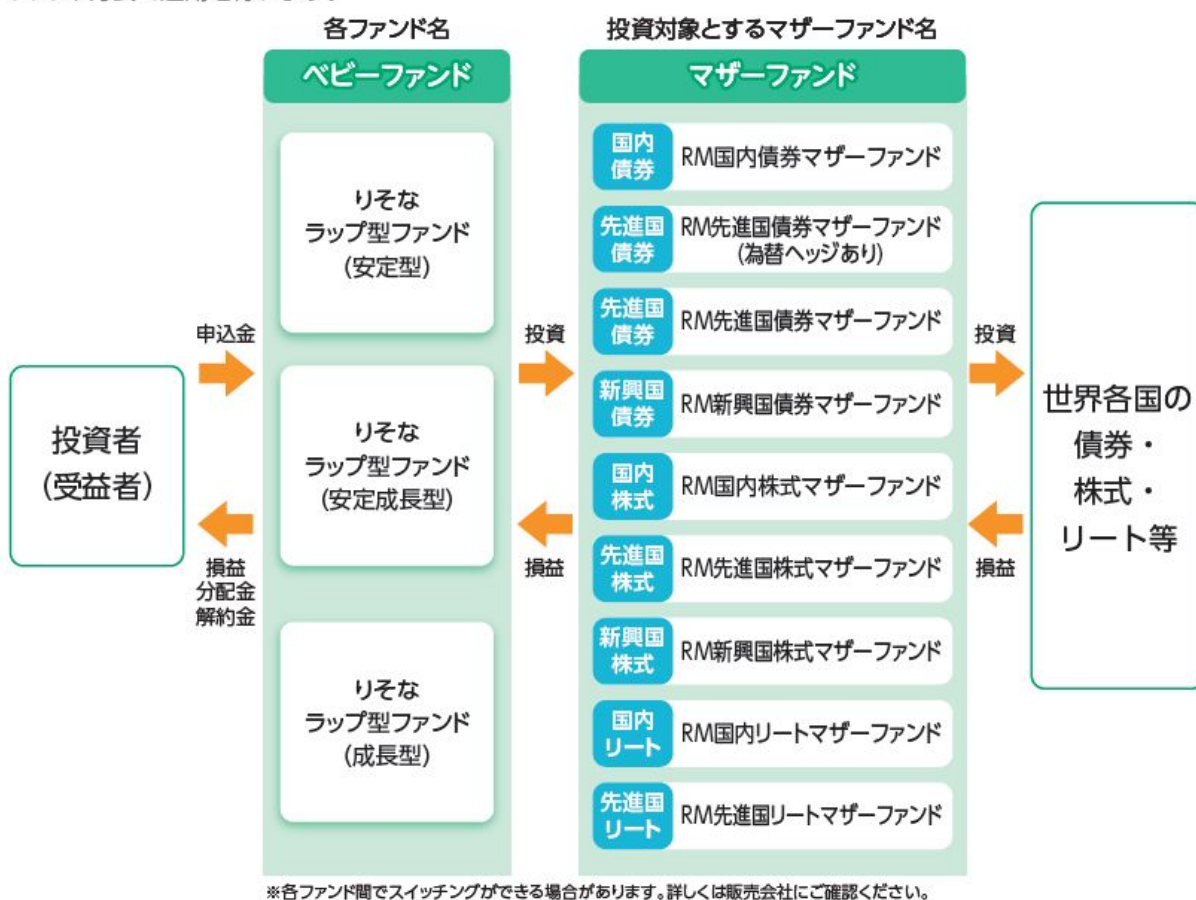 各ファンド名
ベビーファンド
りそな
ラップ型ファンド
(安定型)
りそな
ラップ型ファンド
(安定成長型)
りそな
ラップ型ファンド
(成長型)
投資対象とするマザーファンド名
マザーファンド
国内
債券
RM国内債券マザーファンド
先進国
債券
RM先進国債券マザーファンド
(為替ヘッジあり)
先進国
債券
RM先進国債券マザーファンド
新興国
債券
RM新興国債券マザーファンド
国内
株式
RM国内株式マザーファンド
先進国
株式
RM先進国株式マザーファンド
新興国
株式
RM新興国株式マザーファンド
国内
リート
RM国内リートマザーファンド
先進国
リート
RM先進国リートマザーファンド
投資者
(受益者)
申込金
損益
分配金
解約金
投資
損益
投資
損益
世界各国の
債券・
株式・
リート等
※各ファンド間でスイッチングができる場合があります。詳しくは販売会社にご確認ください。